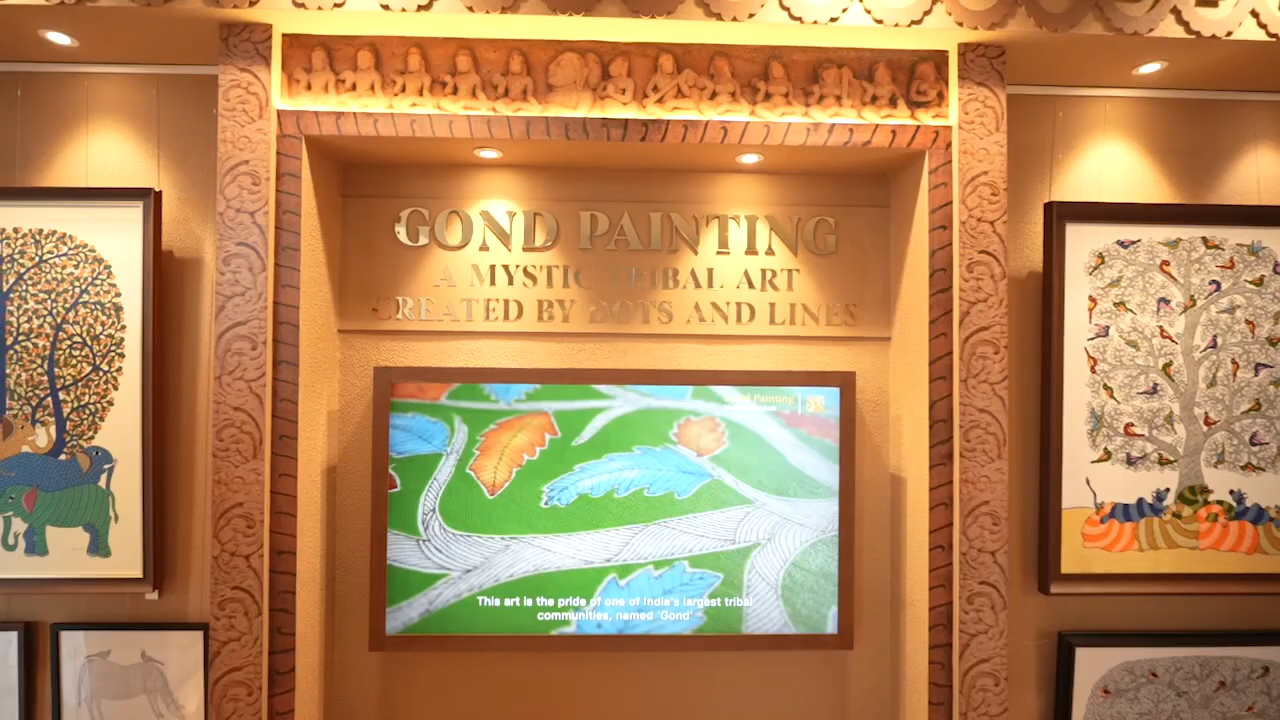 GOND PAINTING
A MYSTIC TRIBAL ART
CREATED BY DOTS AND LINES
Painting
This art is the pride of one of India's largest tribal
communities, named 'Gond'